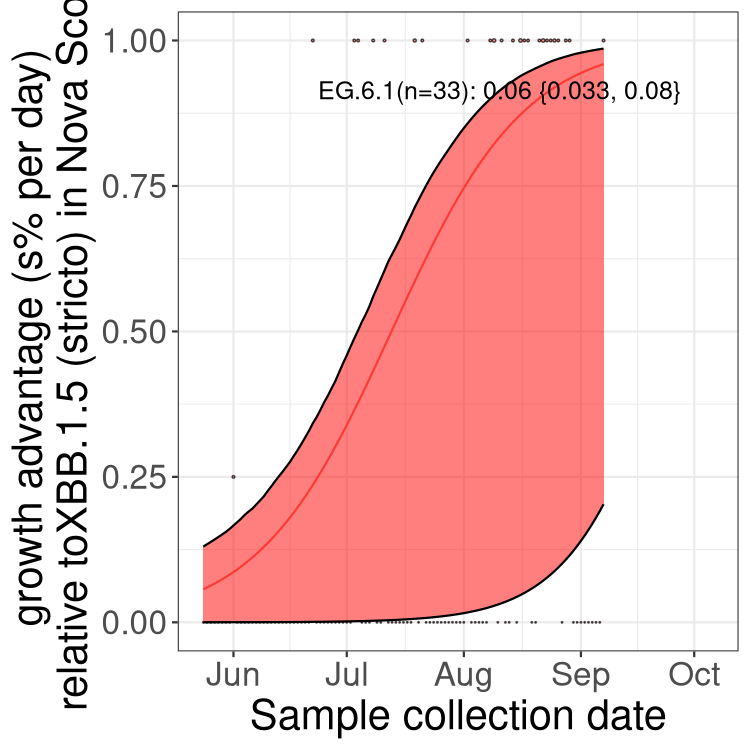 growth advantage (s% per day)
relative toXBB.1.5 (stricto) in Nova Sco
1.00
0.75
0.50
0.25
0.00
EG.6.1(n=33): 0.06 {0.033, 0.08}
Jun Jul Aug Sep Oct
Sample collection date